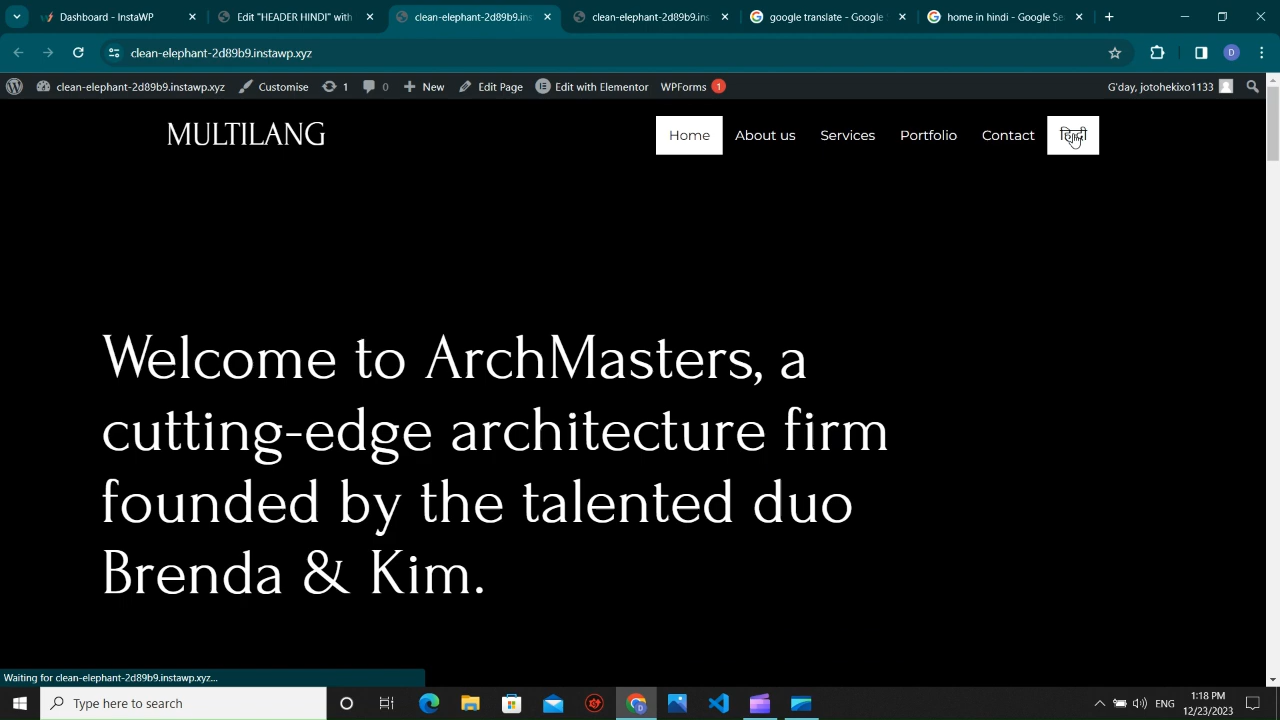 Dashboard - InstaWP
Edit "HEADER HINDI" with
clean-elephant-2d89b9.ins
clean-elephant-2d89b9.ins
google translate - Google
home in hindi - Google Se
clean-elephant-2d89b9.instawp.xyz
clean-elephant-2d89b9.instawp.xyz
1
0
New
Edit Page
Edit with Elementor
WPForms 1
G'day, jotohekixo1133
MULTILANG
Home
About us
Services
Portfolio
Contact
हिन्दी
Welcome to ArchMasters, a
cutting-edge architecture firm
founded by the talented duo
Brenda & Kim.
Waiting for clean-elephant-2d89b9.instawp.xyz...
Type here to search
ENG
1:18 PM
12/23/2023